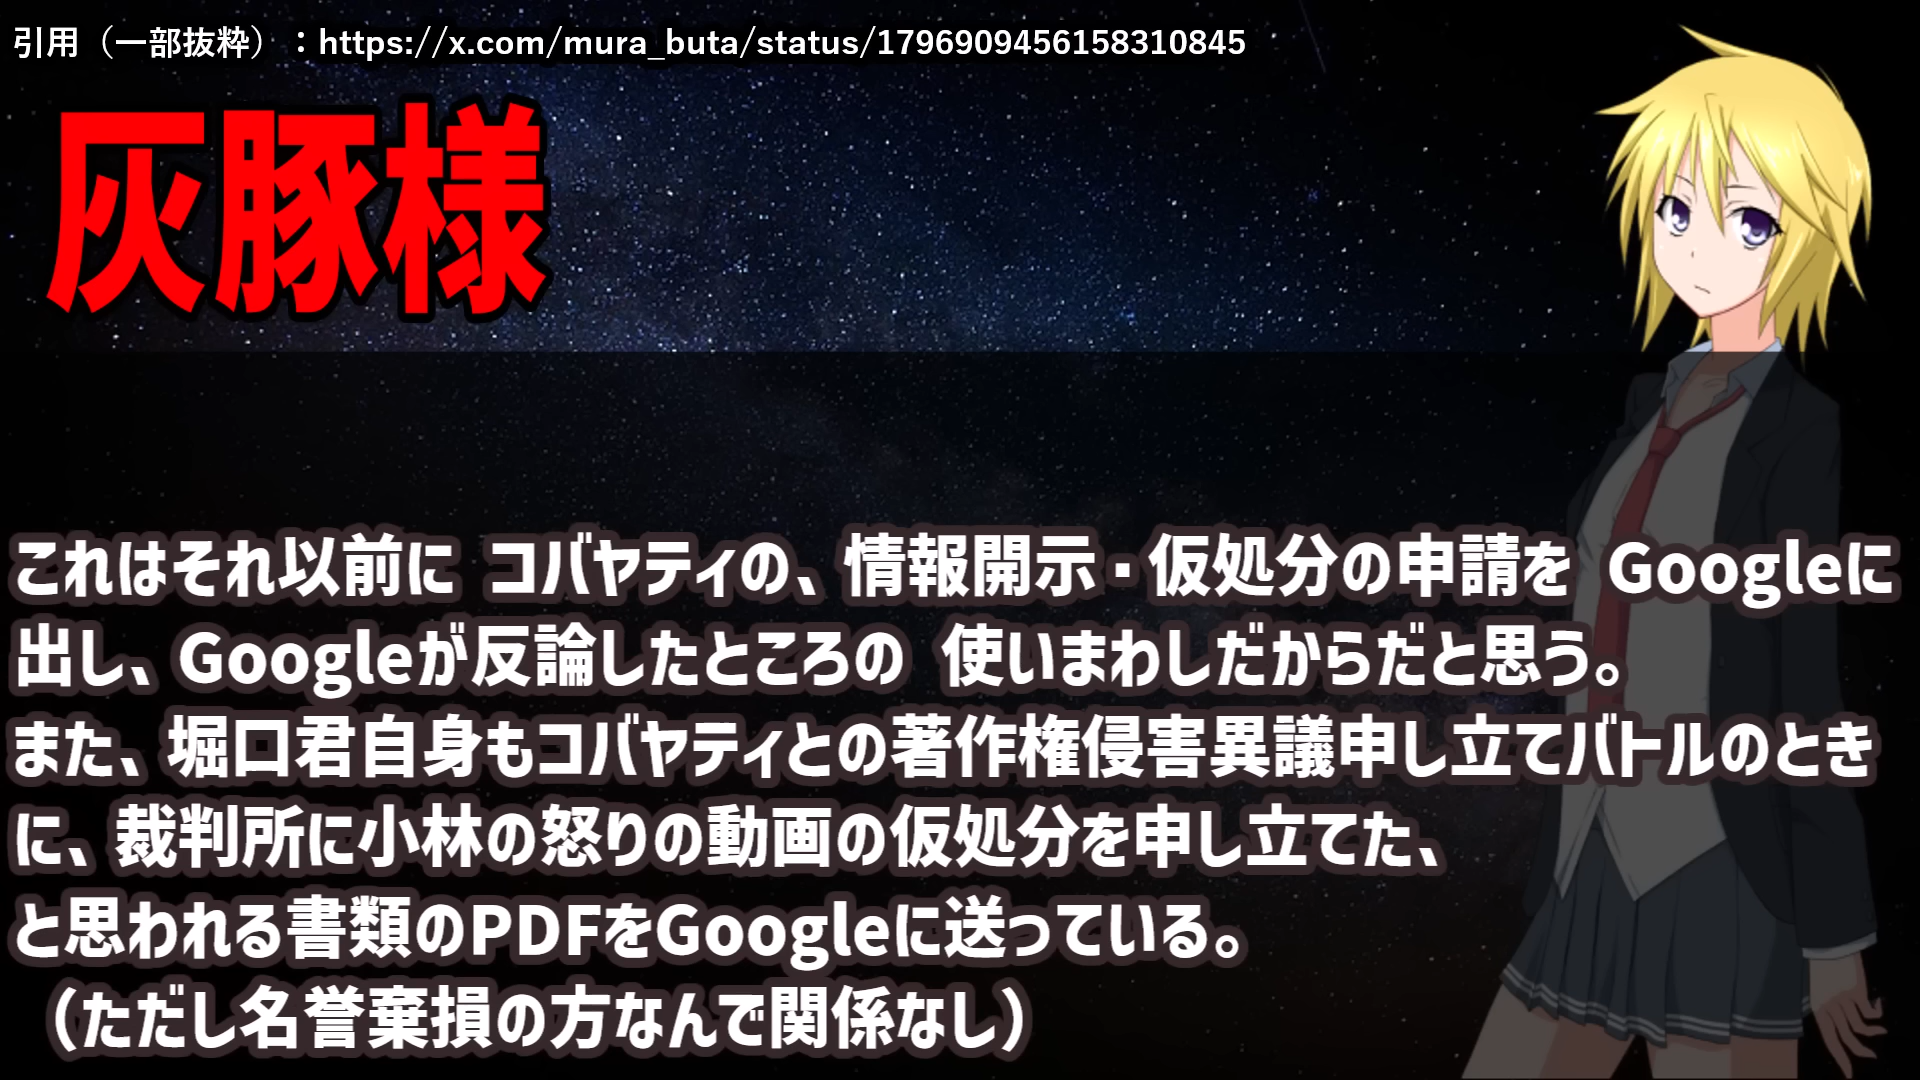 引用（一部抜粋）：https://x.com/mura_buta/status/1796909456158310845
灰豚様
これはそれ以前に コバヤティの、情報開示・仮処分の申請を Googleに
出し、Googleが反論したところの 使いまわしだからだと思う。
また、堀口君自身もコバヤティとの著作権侵害異議申し立てバトルのとき
に、裁判所に小林の怒りの動画の仮処分を申し立てた、
と思われる書類のPDFをGoogleに送っている。
（ただし名誉棄損の方なんで関係なし）